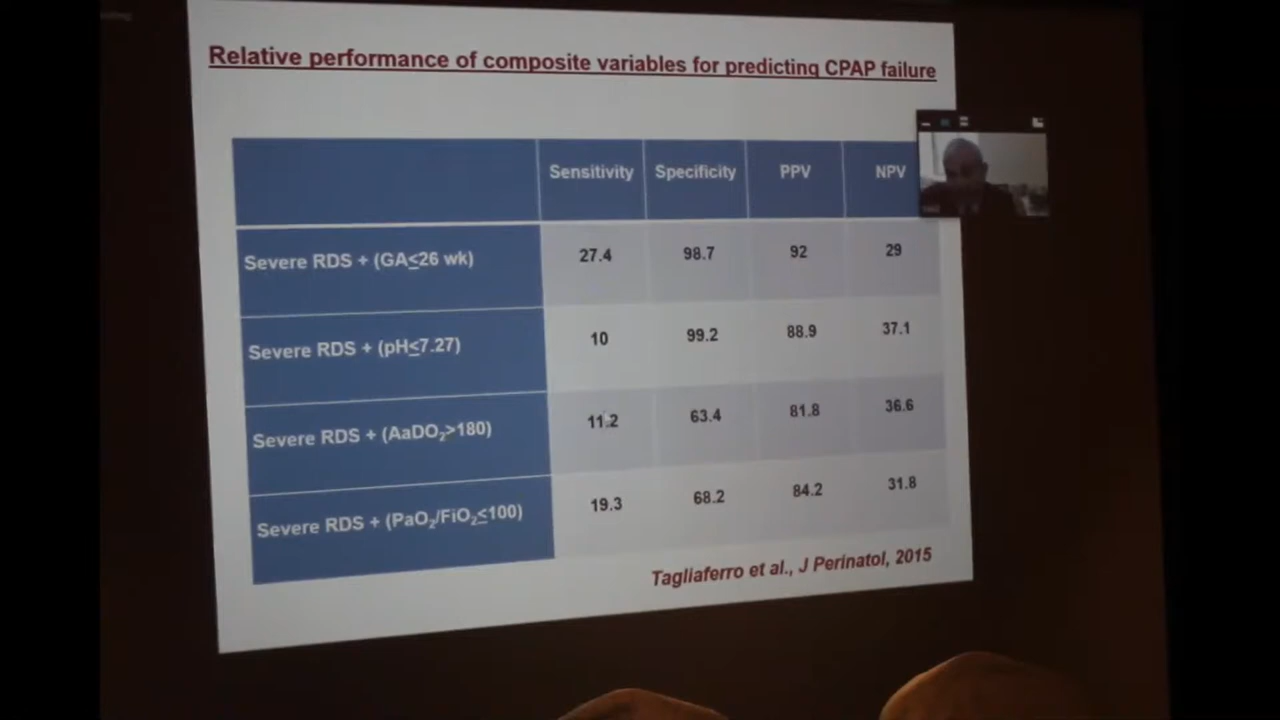 Relative performance of composite variables for predicting CPAP failure
Sensitivity Specificity PPV NPV
Severe RDS + (GA≤26 wk) 27.4 98.7 92 29
Severe RDS + (pH≤7.27) 10 99.2 88.9 37.1
Severe RDS + (AaDO₂>180) 11.2 63.4 81.8 36.6
Severe RDS + (PaO₂/FiO₂≤100) 19.3 68.2 84.2 31.8
Tagliaferro et al., J Perinatol, 2015